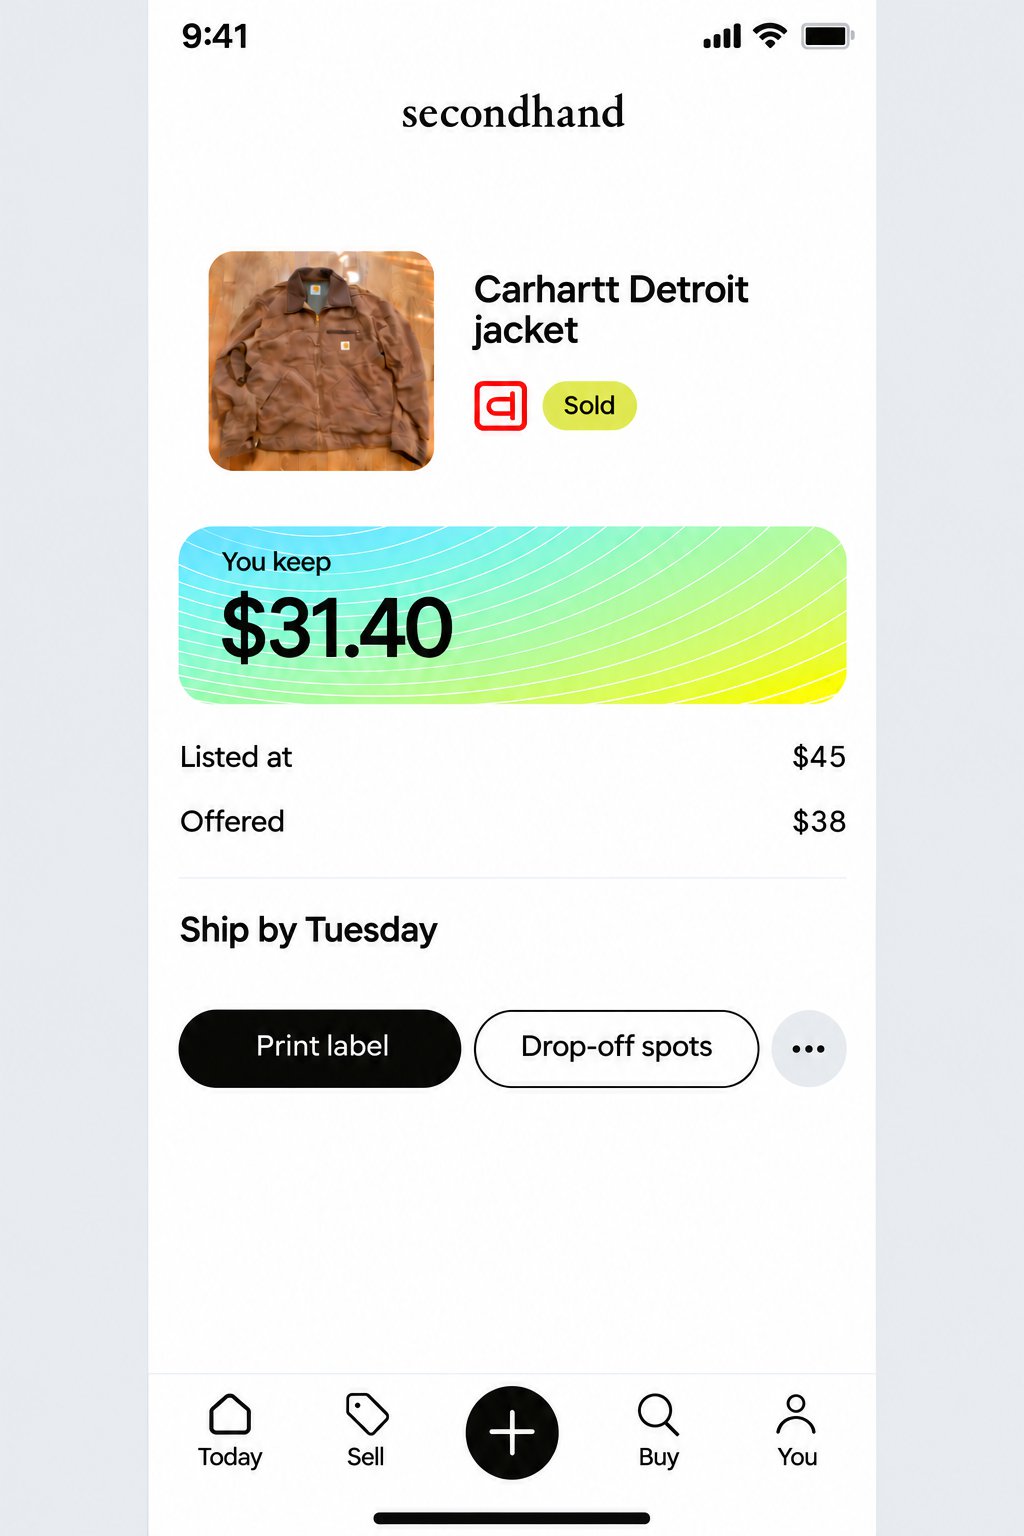 9:41
secondhand
Carhartt Detroit
jacket
Sold
You keep
$31.40
Listed at $45
Offered $38
Ship by Tuesday
Print label Drop-off spots
Today Sell Buy You